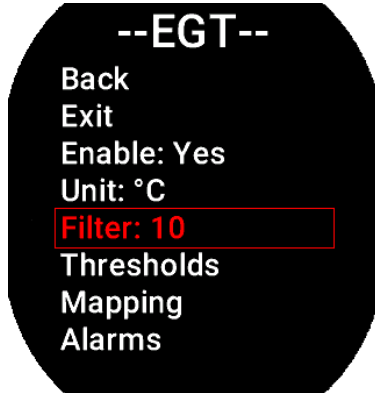 --EGT--
Back
Exit
Enable: Yes
Unit: °C
Filter: 10
Thresholds
Mapping
Alarms